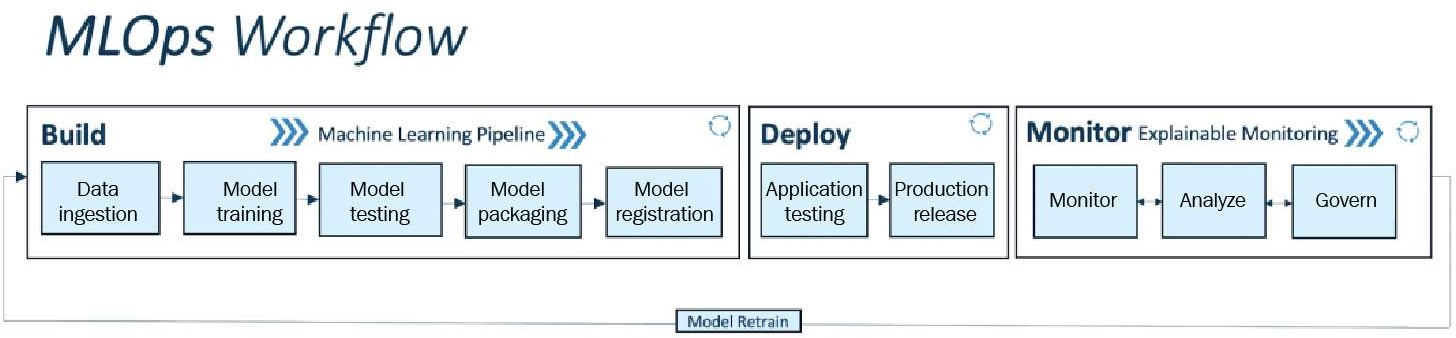 MLOps Workflow
Build
Machine Learning Pipeline
Data
ingestion
Model
training
Model
testing
Model
packaging
Model
registration
Deploy
Application
testing
Production
release
Monitor Explainable Monitoring
Monitor
Analyze
Govern
Model Retrain